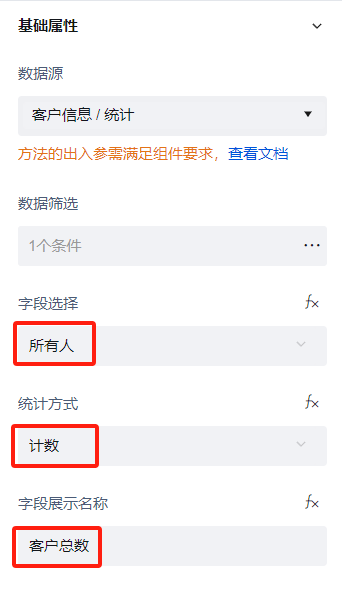 基础属性
数据源
客户信息 / 统计
方法的出入参需满足组件要求，查看文档
数据筛选
1个条件
字段选择
fx
所有人
统计方式
fx
计数
字段展示名称
fx
客户总数